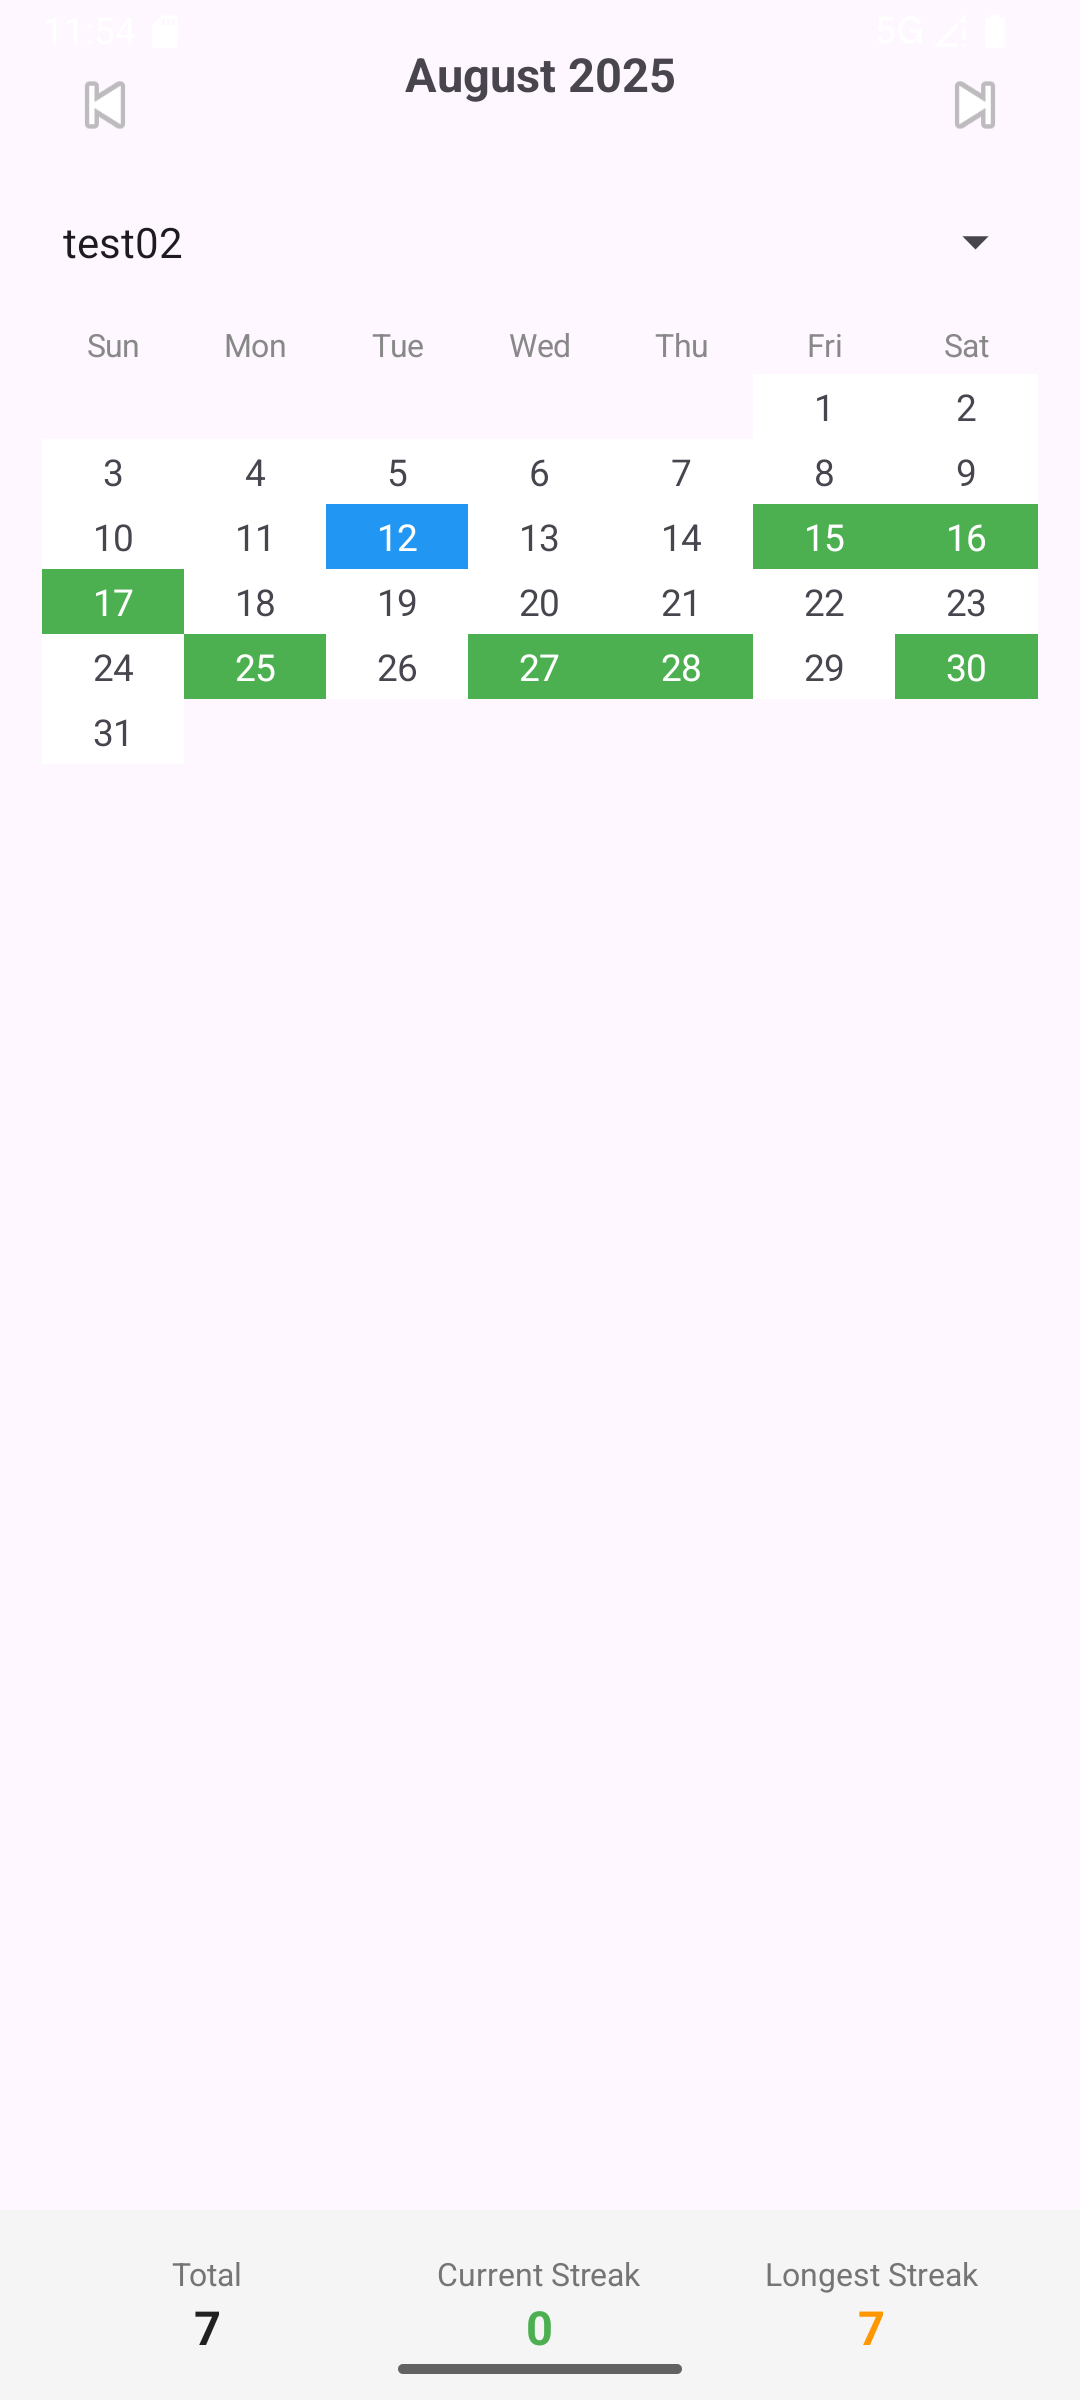 11:54 5G
August 2025
test02
Sun Mon Tue Wed Thu Fri Sat
1 2
3 4 5 6 7 8 9
10 11 12 13 14 15 16
17 18 19 20 21 22 23
24 25 26 27 28 29 30
31
Total Current Streak Longest Streak
7 0 7